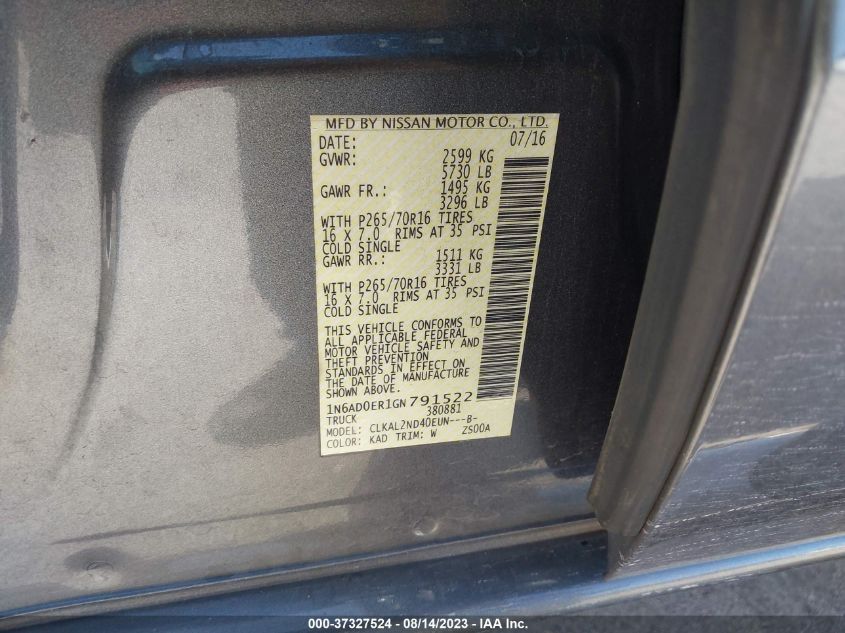 MFD BY NISSAN MOTOR CO., LTD.
DATE: 07/16
GVWR: 2599 KG
5730 LB
GAWR FR.: 1495 KG
3296 LB
WITH P265/70R16 TIRES
16 X 7.0 RIMS AT 35 PSI
COLD SINGLE
GAWR RR.: 1511 KG
3331 LB
WITH P265/70R16 TIRES
16 X 7.0 RIMS AT 35 PSI
COLD SINGLE
THIS VEHICLE CONFORMS TO
ALL APPLICABLE FEDERAL
MOTOR VEHICLE SAFETY AND
THEFT PREVENTION
STANDARDS IN EFFECT ON
THE DATE OF MANUFACTURE
SHOWN ABOVE.
1N6AD0ER1GN791522
TRUCK 380881
MODEL: CLKAL2ND40EUN---B-
COLOR: KAD TRIM: W ZS00A
000-37327524 - 08/14/2023 - IAA Inc.